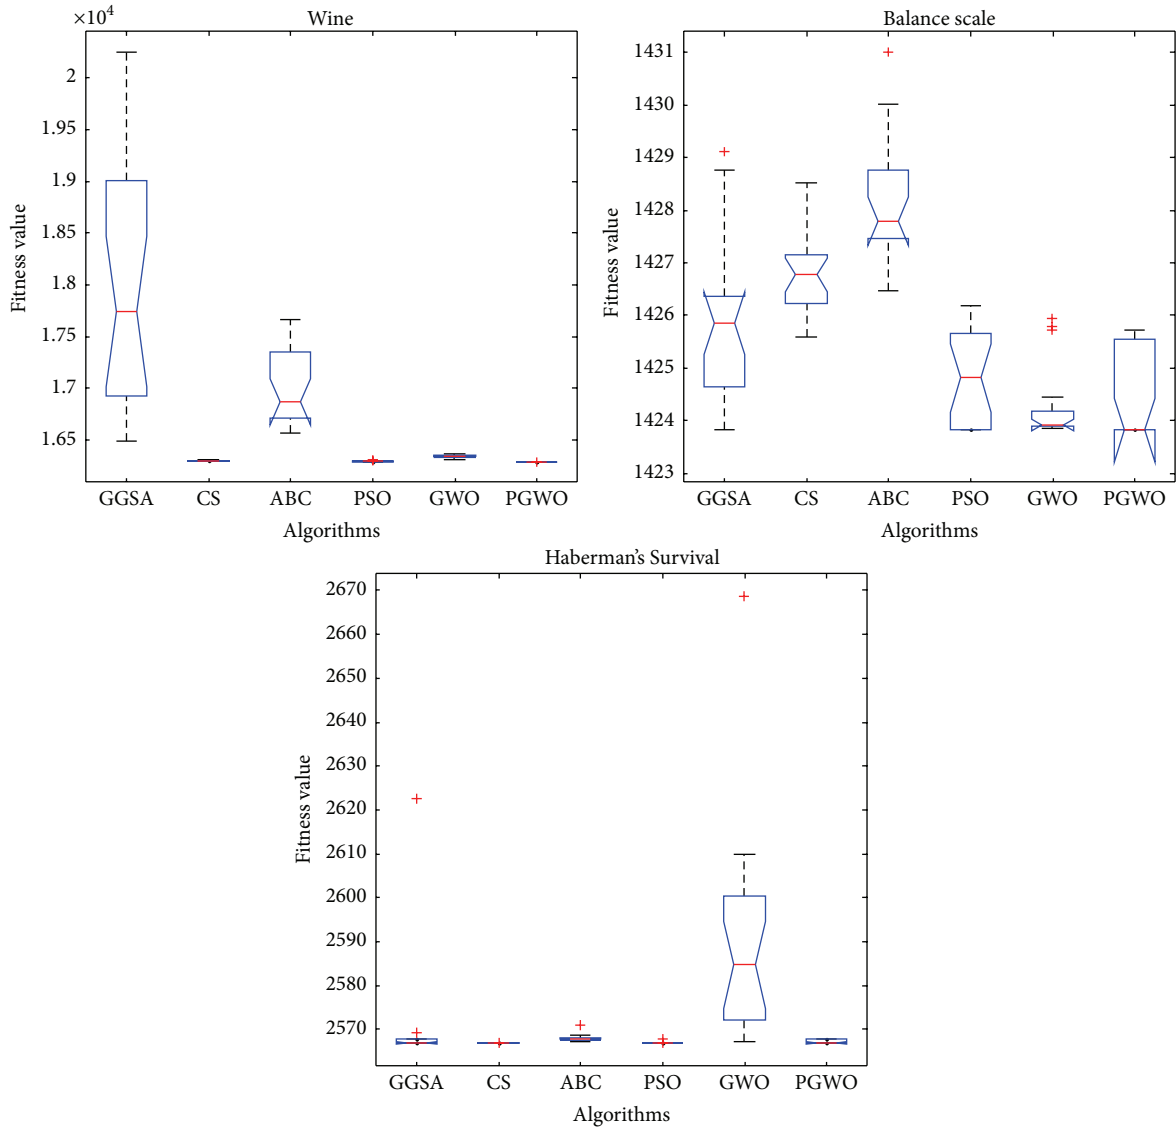 Wine
×10⁴
2
1.95
1.9
1.85
1.8
1.75
1.7
1.65
Fitness value
GGSA CS ABC PSO GWO PGWO
Algorithms
Balance scale
1431
1430
1429
1428
1427
1426
1425
1424
1423
Fitness value
GGSA CS ABC PSO GWO PGWO
Algorithms
Haberman's Survival
2670
2660
2650
2640
2630
2620
2610
2600
2590
2580
2570
Fitness value
GGSA CS ABC PSO GWO PGWO
Algorithms